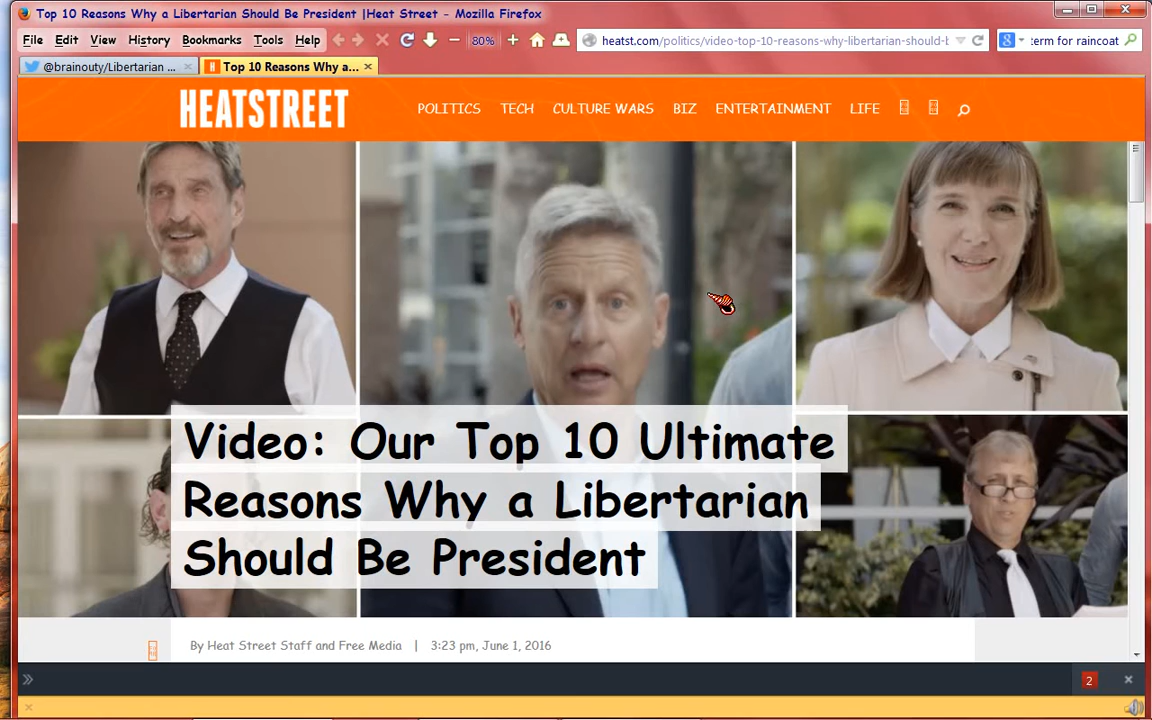 Top 10 Reasons Why a Libertarian Should Be President |Heat Street - Mozilla Firefox
File Edit View History Bookmarks Tools Help 80% heatst.com/politics/video-top-10-reasons-why-libertarian-should-b term for raincoat
@brainouty/Libertarian ... Top 10 Reasons Why a...
HEATSTREET POLITICS TECH CULTURE WARS BIZ ENTERTAINMENT LIFE
Video: Our Top 10 Ultimate
Reasons Why a Libertarian
Should Be President
By Heat Street Staff and Free Media | 3:23 pm, June 1, 2016
2